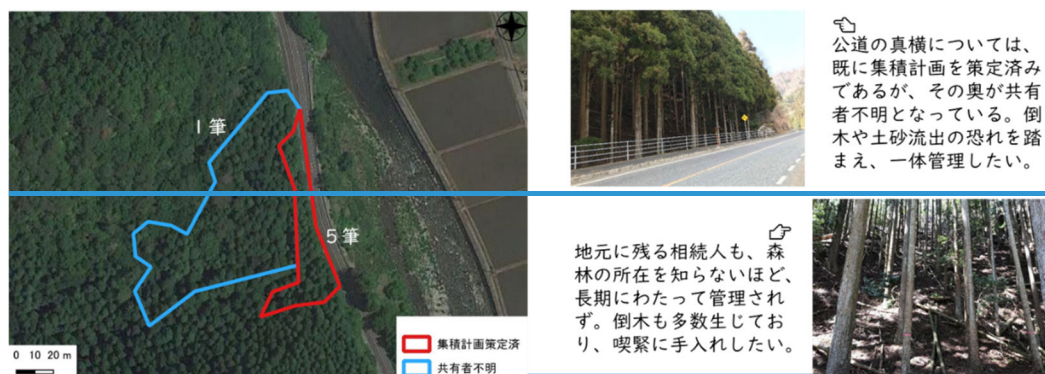 1筆
5筆
0 10 20 m
集積計画策定済
共有者不明
公道の真横については、
既に集積計画を策定済み
であるが、その奥が共有
者不明となっている。倒
木や土砂流出の恐れを踏
まえ、一体管理したい。
地元に残る相続人も、森
林の所在を知らないほど、
長期にわたって管理され
ず。倒木も多数生じてお
り、喫緊に手入れしたい。